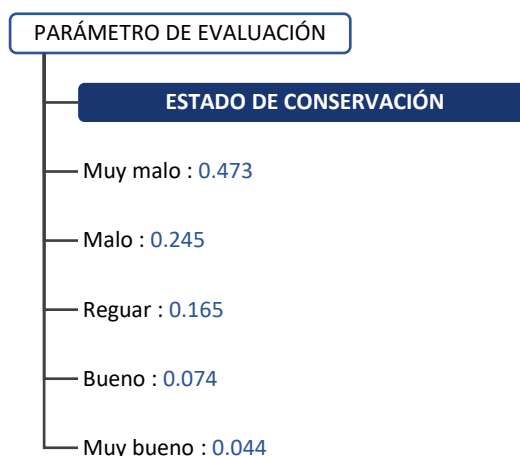 PARÁMETRO DE EVALUACIÓN
ESTADO DE CONSERVACIÓN
Muy malo : 0.473
Malo : 0.245
Reguar : 0.165
Bueno : 0.074
Muy bueno : 0.044